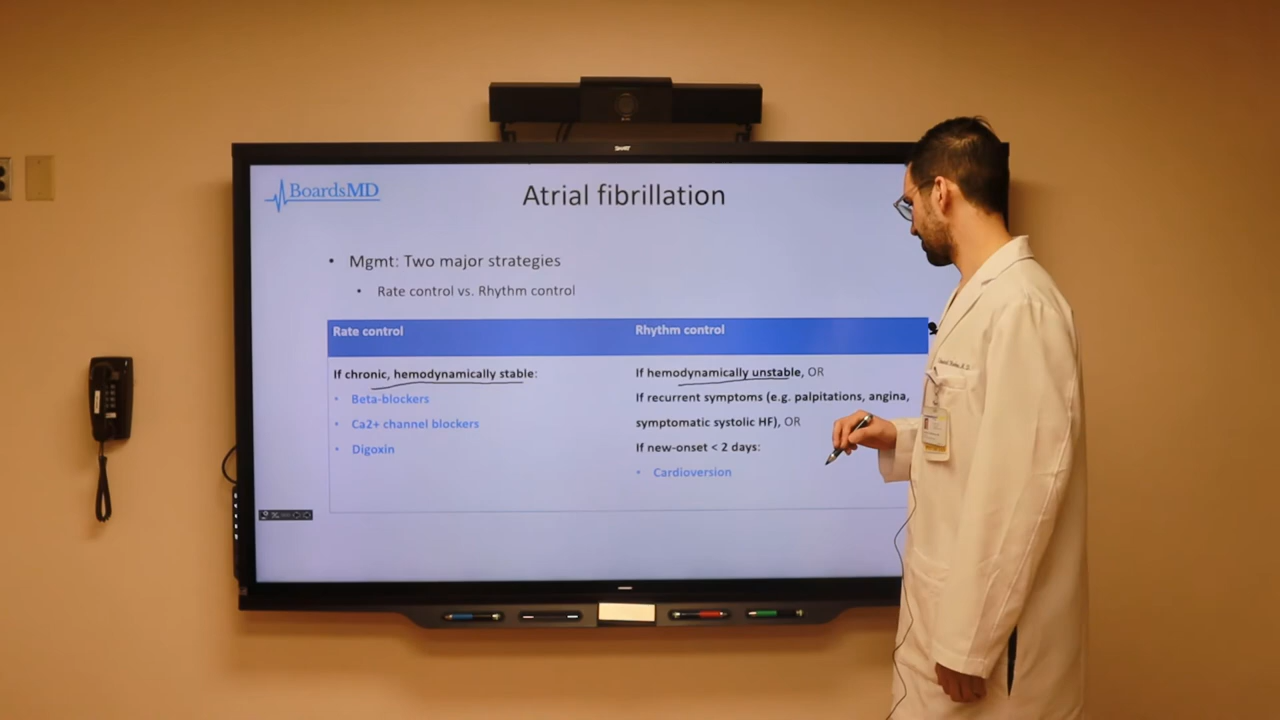 SMART
BoardsMD
Atrial fibrillation
• Mgmt: Two major strategies
• Rate control vs. Rhythm control
Rate control
Rhythm control
If chronic, hemodynamically stable:
• Beta-blockers
• Ca2+ channel blockers
• Digoxin
If hemodynamically unstable, OR
If recurrent symptoms (e.g. palpitations, angina,
symptomatic systolic HF), OR
If new-onset < 2 days:
• Cardioversion